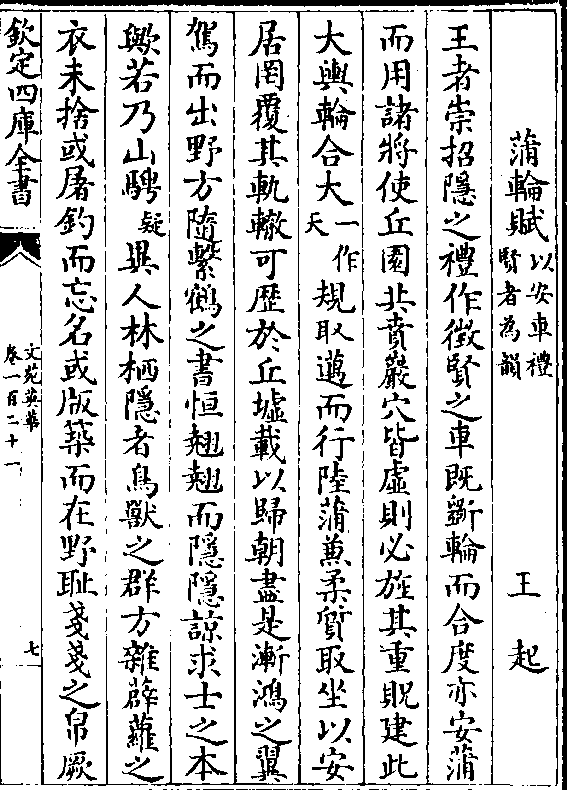 蒲輪賦以安車禮賢者為韻　王起
王者崇招隱之禮作徵賢之車既斵輪而合度亦安蒲
而用諸將使丘園共賁巖穴皆虛則必旌其重貺建此
大輿輪合大一作天規取邁而行陸蒲兼柔質取坐以安
居罔覆其軌轍可歷於丘墟載以歸朝盡是漸鴻之翼
駕而出野方隨繫鶴之書恒翹翹而隱隱諒求士之本
歟若乃山騁疑異人林栖隱者鳥獸之群方雜薜蘿之
衣未捨或屠釣而忘名或版築而在野耻戔戔之帛厥
欽定四庫全書
文苑英華
卷一百二十一
七